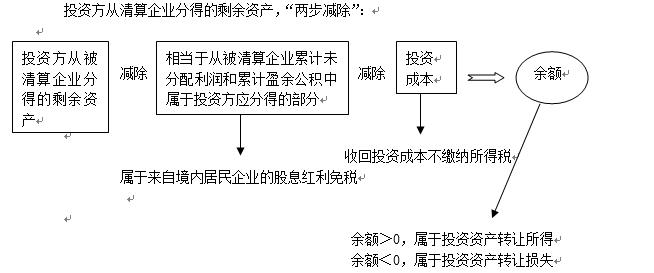 投资方从清算企业分得的剩余资产，“两步减除”：
投资方从被
清算企业分
得的剩余资
产
减除
相当于从被清算企业累计未
分配利润和累计盈余公积中
属于投资方应分得的部分
减除
投资
成本
余额
收回投资成本不缴纳所得税
属于来自境内居民企业的股息红利免税
余额＞0，属于投资资产转让所得
余额＜0，属于投资资产转让损失